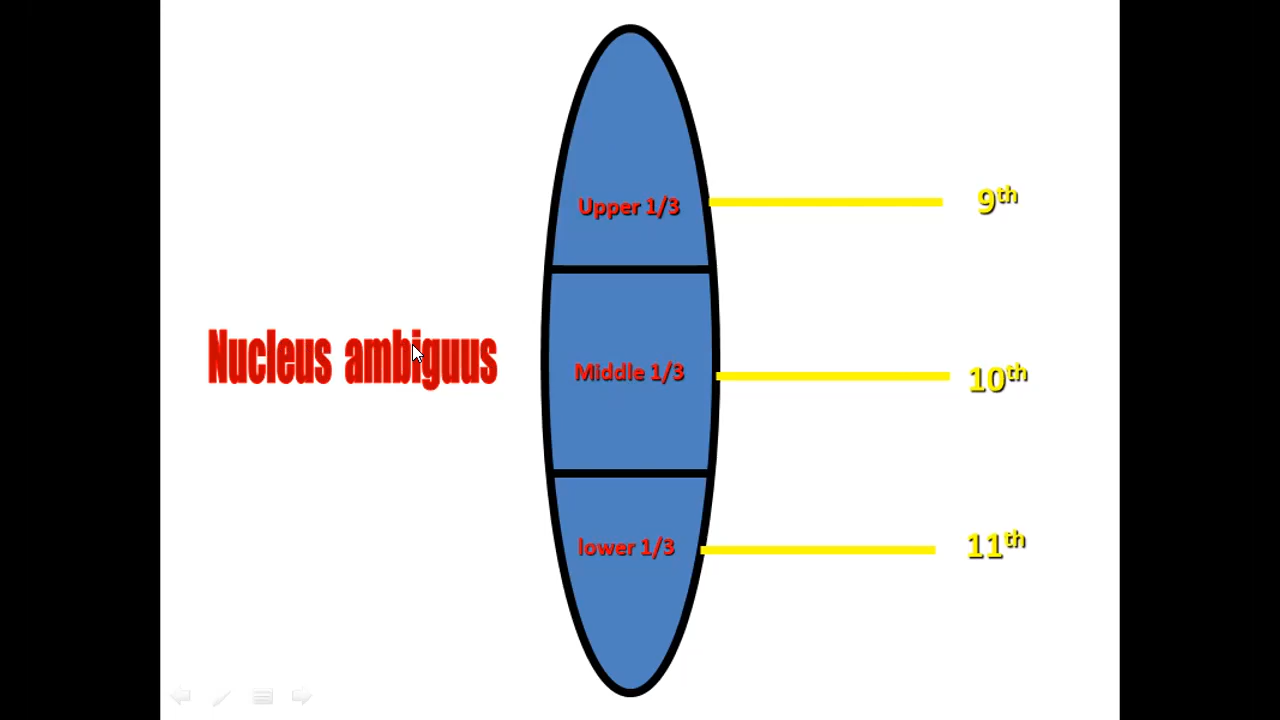 Upper 1/3
9th
Nucleus ambiguus
Middle 1/3
10th
lower 1/3
11th